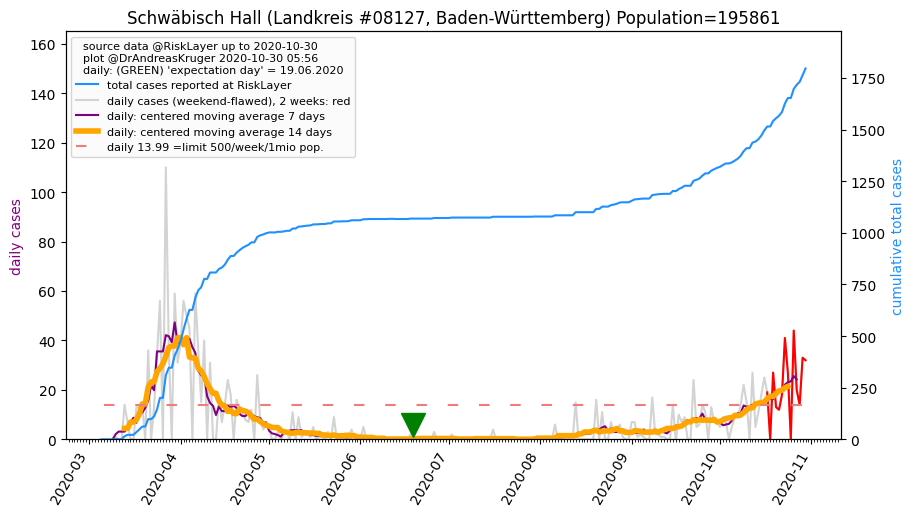 Schwäbisch Hall (Landkreis #08127, Baden-Württemberg) Population=195861
source data @RiskLayer up to 2020-10-30
plot @DrAndreasKruger 2020-10-30 05:56
daily: (GREEN) 'expectation day' = 19.06.2020
total cases reported at RiskLayer
daily cases (weekend-flawed), 2 weeks: red
daily: centered moving average 7 days
daily: centered moving average 14 days
daily 13.99 =limit 500/week/1mio pop.
daily cases
160
140
120
100
80
60
40
20
0
cumulative total cases
1750
1500
1250
1000
750
500
250
0
2020-03
2020-04
2020-05
2020-06
2020-07
2020-08
2020-09
2020-10
2020-11